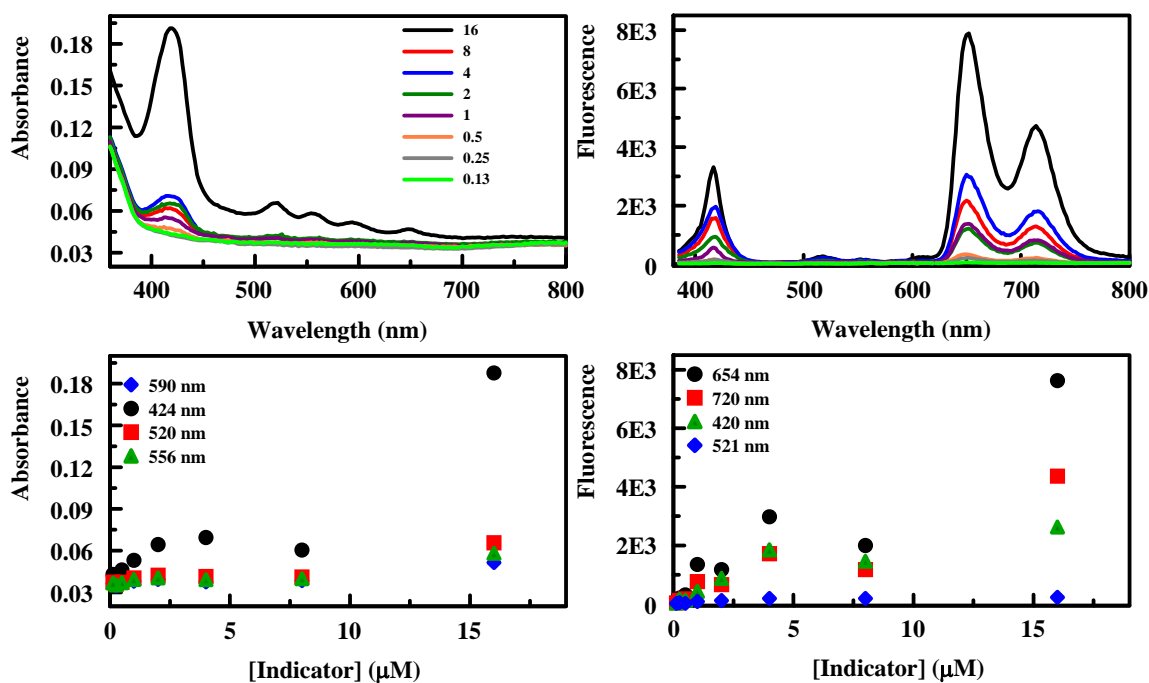 Absorbance
0.18
0.15
0.12
0.09
0.06
0.03
16
8
4
2
1
0.5
0.25
0.13
400
500
600
700
800
Wavelength (nm)
Fluorescence
8E3
6E3
4E3
2E3
0
400
500
600
700
800
Wavelength (nm)
Absorbance
0.18
0.15
0.12
0.09
0.06
0.03
590 nm
424 nm
520 nm
556 nm
0
5
10
15
[Indicator] (μM)
Fluorescence
8E3
6E3
4E3
2E3
0
654 nm
720 nm
420 nm
521 nm
0
5
10
15
[Indicator] (μM)